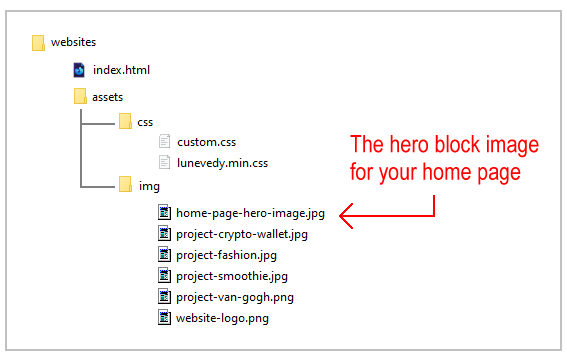 websites
index.html
assets
css
custom.css
lunevedy.min.css
The hero block image
for your home page
img
home-page-hero-image.jpg
project-crypto-wallet.jpg
project-fashion.jpg
project-smoothie.jpg
project-van-gogh.png
website-logo.png